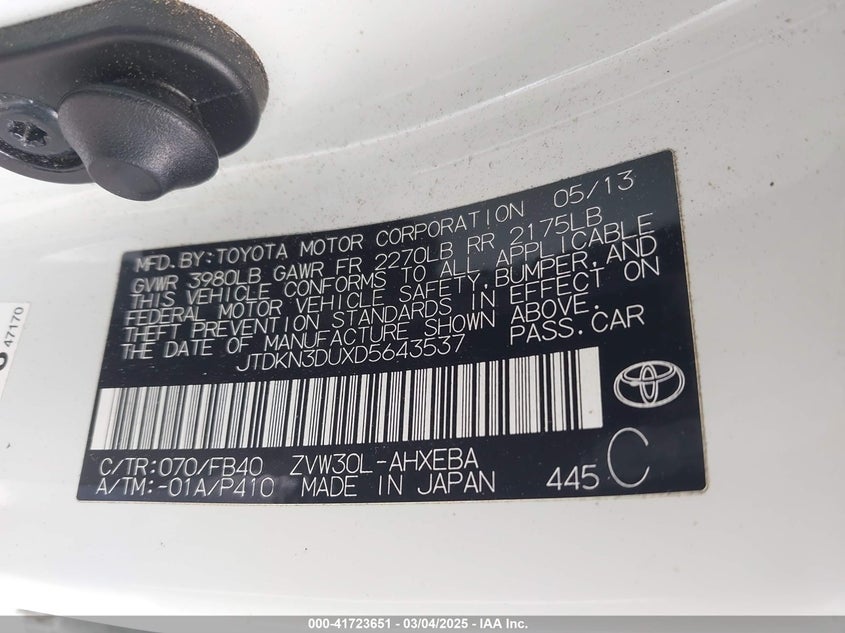 MFD.BY:TOYOTA MOTOR CORPORATION 05/13
GVWR 3980LB GAWR FR 2270LB RR 2175LB
THIS VEHICLE CONFORMS TO ALL APPLICABLE
FEDERAL MOTOR VEHICLE SAFETY,BUMPER,AND
THEFT PREVENTION STANDARDS IN EFFECT ON
THE DATE OF MANUFACTURE SHOWN ABOVE.
JTDKN3DUXD5643537 PASS.CAR
C/TR:070/FB40 ZVW30L-AHXEBA
A/TM:-01A/P410 MADE IN JAPAN 445 C
47170
000-41723651 - 03/04/2025 - IAA Inc.